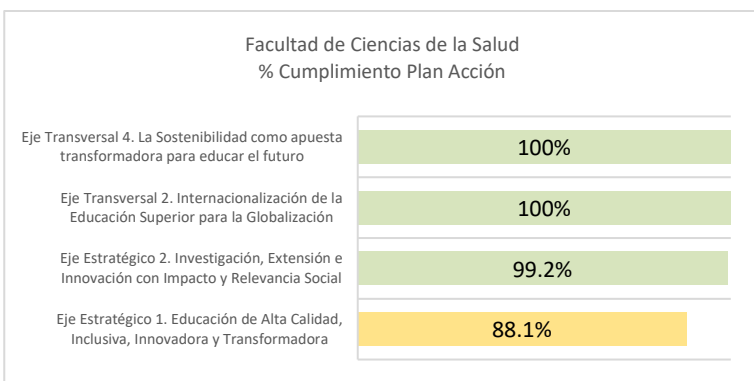 Facultad de Ciencias de la Salud
% Cumplimiento Plan Acción
Eje Transversal 4. La Sostenibilidad como apuesta
transformadora para educar el futuro
100%
Eje Transversal 2. Internacionalización de la
Educación Superior para la Globalización
100%
Eje Estratégico 2. Investigación, Extensión e
Innovación con Impacto y Relevancia Social
99.2%
Eje Estratégico 1. Educación de Alta Calidad,
Inclusiva, Innovadora y Transformadora
88.1%